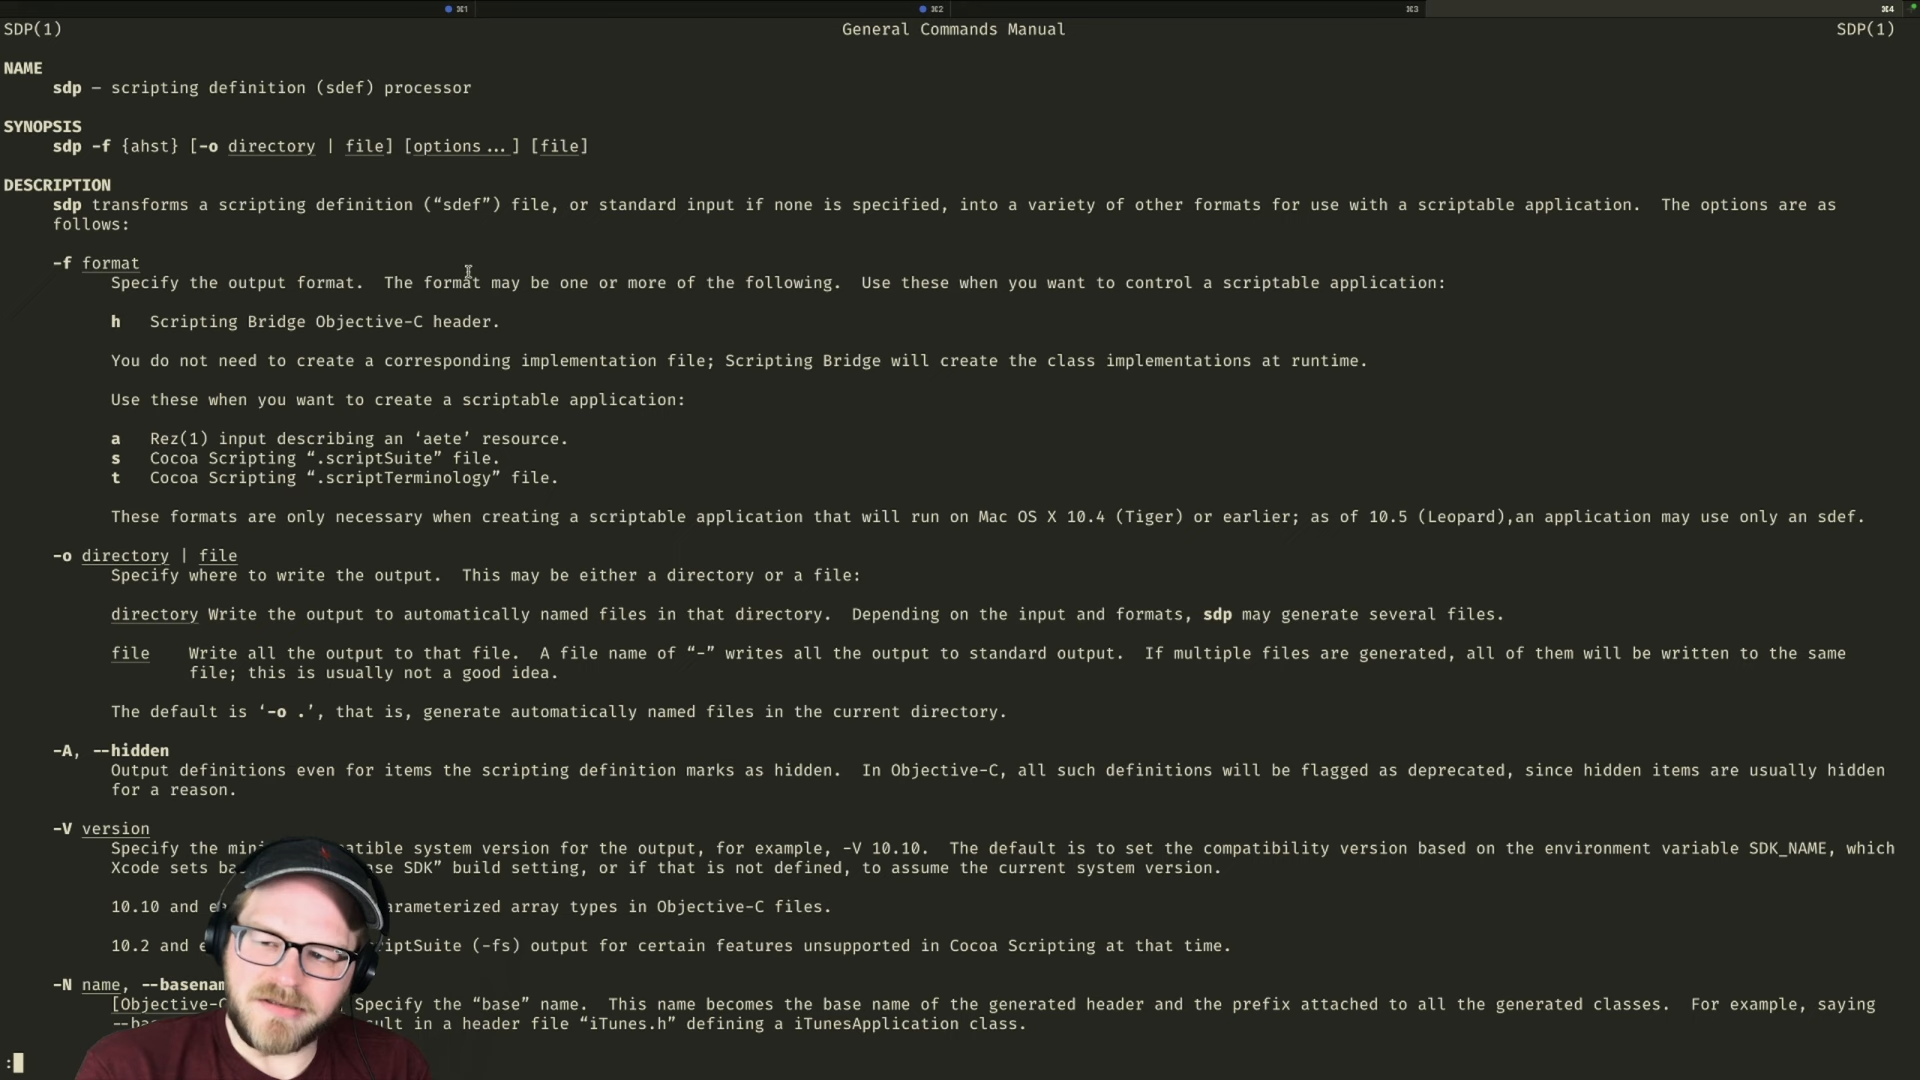 ⌘1 ⌘2 ⌘3 ⌘4
SDP(1) General Commands Manual SDP(1)
NAME
sdp – scripting definition (sdef) processor
SYNOPSIS
sdp -f {ahst} [-o directory | file] [options...] [file]
DESCRIPTION
sdp transforms a scripting definition (“sdef”) file, or standard input if none is specified, into a variety of other formats for use with a scriptable application. The options are as
follows:
-f format
Specify the output format. The format may be one or more of the following. Use these when you want to control a scriptable application:
h Scripting Bridge Objective-C header.
You do not need to create a corresponding implementation file; Scripting Bridge will create the class implementations at runtime.
Use these when you want to create a scriptable application:
a Rez(1) input describing an ‘aete’ resource.
s Cocoa Scripting “.scriptSuite” file.
t Cocoa Scripting “.scriptTerminology” file.
These formats are only necessary when creating a scriptable application that will run on Mac OS X 10.4 (Tiger) or earlier; as of 10.5 (Leopard),an application may use only an sdef.
-o directory | file
Specify where to write the output. This may be either a directory or a file:
directory Write the output to automatically named files in that directory. Depending on the input and formats, sdp may generate several files.
file Write all the output to that file. A file name of “-” writes all the output to standard output. If multiple files are generated, all of them will be written to the same
file; this is usually not a good idea.
The default is ‘-o .’, that is, generate automatically named files in the current directory.
-A, --hidden
Output definitions even for items the scripting definition marks as hidden. In Objective-C, all such definitions will be flagged as deprecated, since hidden items are usually hidden
for a reason.
-V version
Specify the output, for example, -V 10.10. The default is to set the compatibility version based on the environment variable SDK_NAME, which
Xcode sets SDK” build setting, or if that is not defined, to assume the current system version.
10.10 and array types in Objective-C files.
10.2 and (-fs) output for certain features unsupported in Cocoa Scripting at that time.
-N name,
Specify the “base” name. This name becomes the base name of the generated header and the prefix attached to all the generated classes. For example, saying
in a header file “iTunes.h” defining a iTunesApplication class.
: